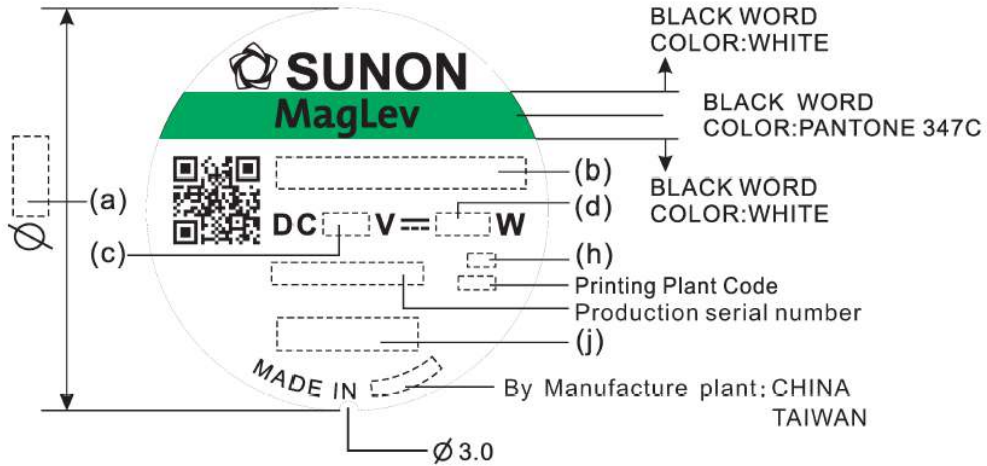 BLACK WORD
COLOR:WHITE
SUNON
MagLev
BLACK WORD
COLOR:PANTONE 347C
(b)
BLACK WORD
COLOR:WHITE
(a)
(d)
DC V W
(c)
(h)
Printing Plant Code
Production serial number
(j)
MADE IN
By Manufacture plant: CHINA
TAIWAN
Ø
Ø 3.0